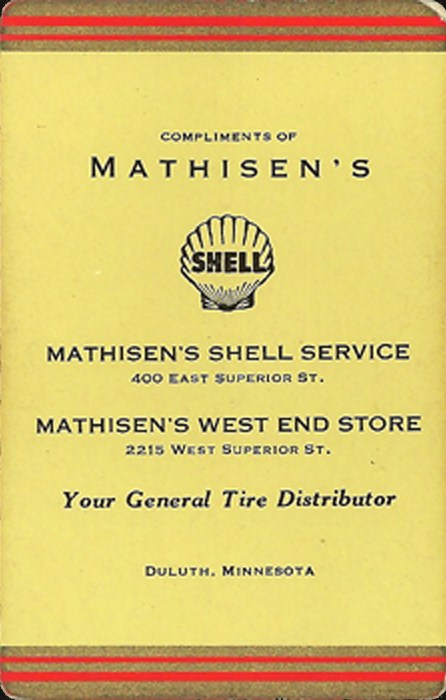 COMPLIMENTS OF
MATHISEN'S
SHELL
MATHISEN'S SHELL SERVICE
400 EAST SUPERIOR ST.
MATHISEN'S WEST END STORE
2215 WEST SUPERIOR ST.
Your General Tire Distributor
DULUTH, MINNESOTA